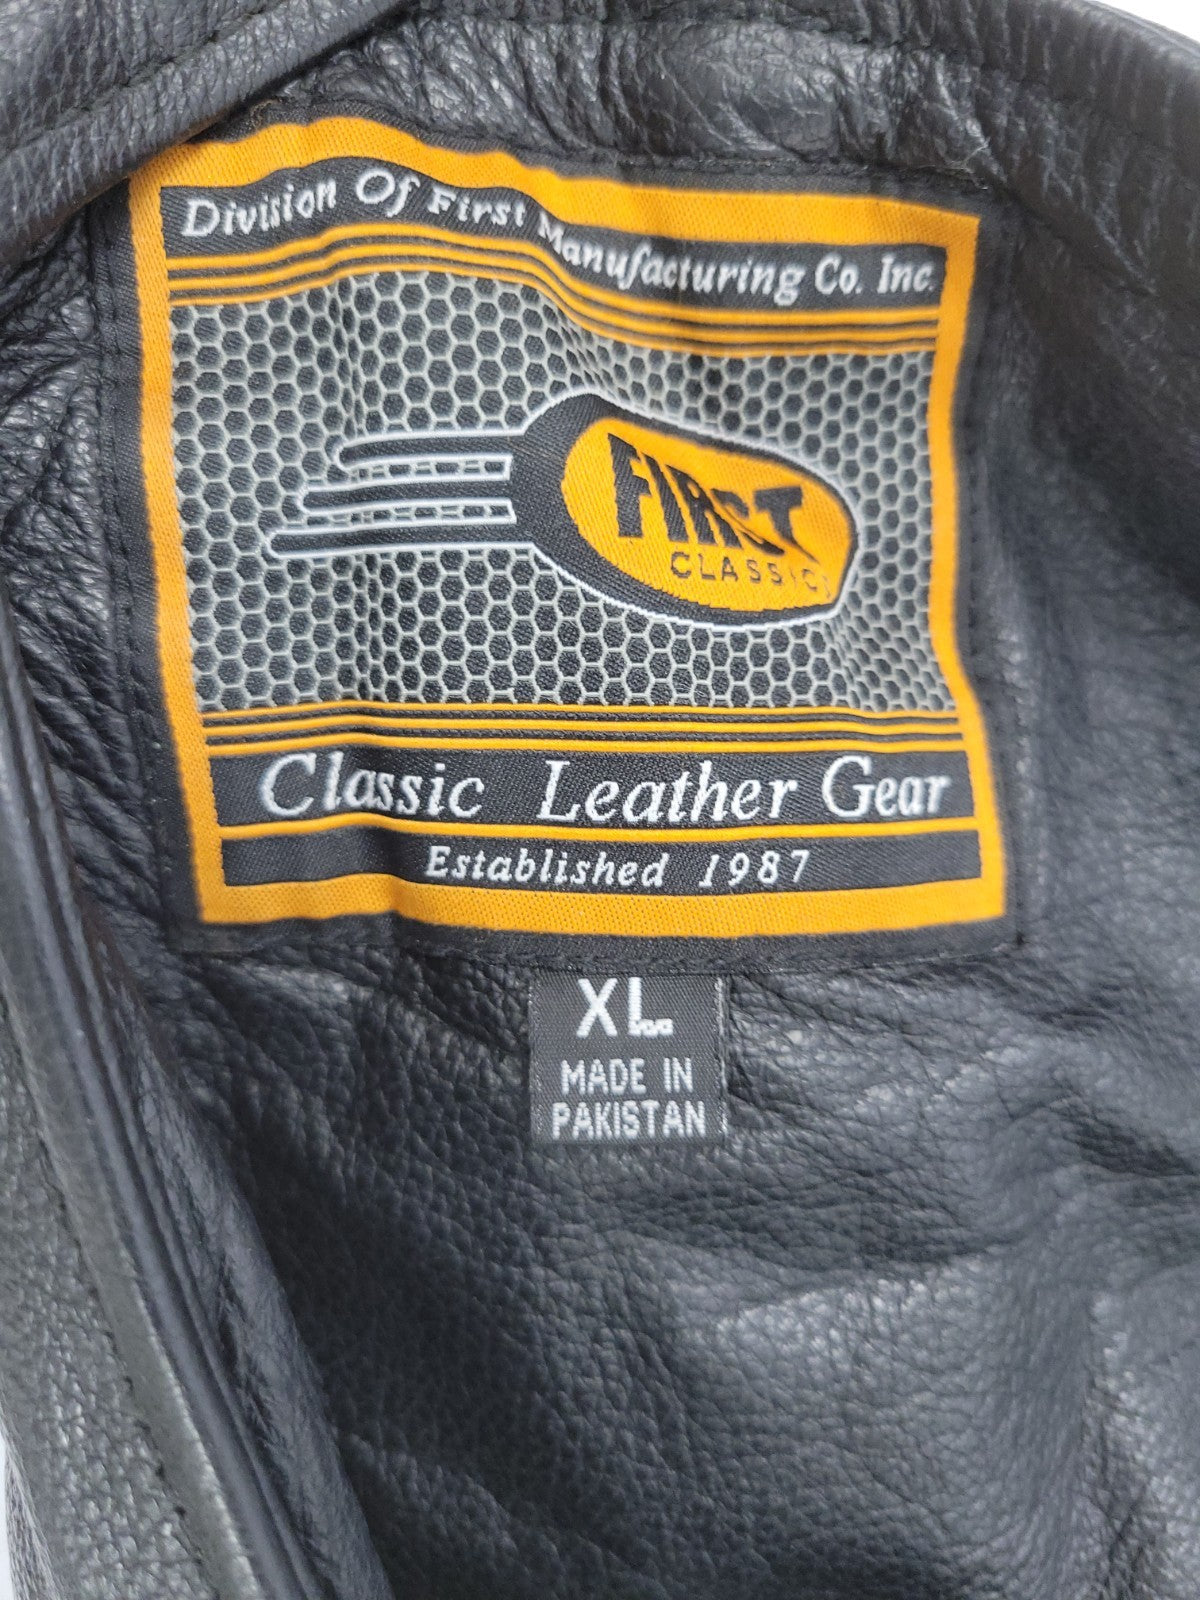 Division Of First Manufacturing Co. Inc.
FIRST
CLASSICS
Classic Leather Gear
Established 1987
XL
MADE IN
PAKISTAN